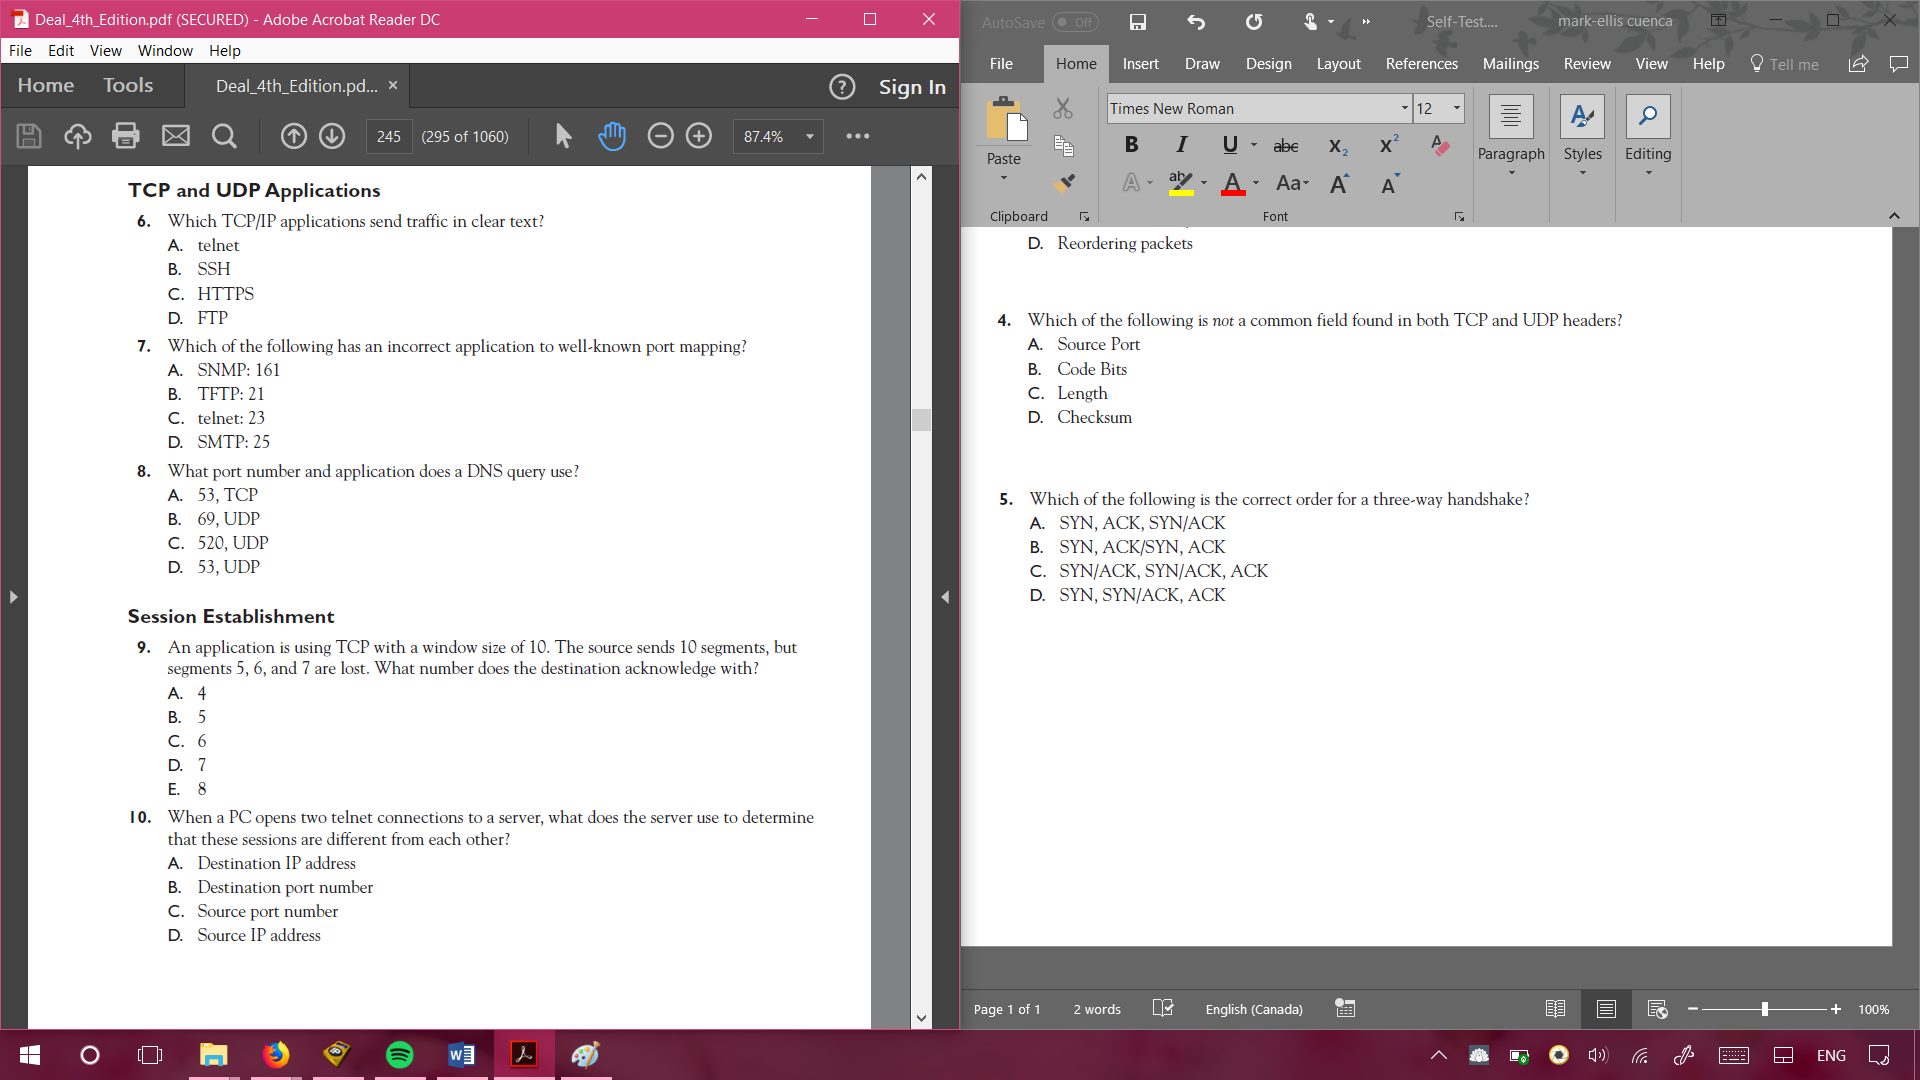 Deal_4th_Edition.pdf (SECURED) - Adobe Acrobat Reader DC
File Edit View Window Help
Home Tools Deal_4th_Edition.pd... × Sign In
245 (295 of 1060) 87.4%
TCP and UDP Applications
6. Which TCP/IP applications send traffic in clear text?
A. telnet
B. SSH
C. HTTPS
D. FTP
7. Which of the following has an incorrect application to well-known port mapping?
A. SNMP: 161
B. TFTP: 21
C. telnet: 23
D. SMTP: 25
8. What port number and application does a DNS query use?
A. 53, TCP
B. 69, UDP
C. 520, UDP
D. 53, UDP
Session Establishment
9. An application is using TCP with a window size of 10. The source sends 10 segments, but
segments 5, 6, and 7 are lost. What number does the destination acknowledge with?
A. 4
B. 5
C. 6
D. 7
E. 8
10. When a PC opens two telnet connections to a server, what does the server use to determine
that these sessions are different from each other?
A. Destination IP address
B. Destination port number
C. Source port number
D. Source IP address
AutoSave Off Self-Test.... mark-ellis cuenca
File Home Insert Draw Design Layout References Mailings Review View Help Tell me
Times New Roman 12
B I U abc X₂ X²
Paste Paragraph Styles Editing
A ab A Aa A A
Clipboard Font
D. Reordering packets
4. Which of the following is not a common field found in both TCP and UDP headers?
A. Source Port
B. Code Bits
C. Length
D. Checksum
5. Which of the following is the correct order for a three-way handshake?
A. SYN, ACK, SYN/ACK
B. SYN, ACK/SYN, ACK
C. SYN/ACK, SYN/ACK, ACK
D. SYN, SYN/ACK, ACK
Page 1 of 1 2 words English (Canada) 100%
ENG